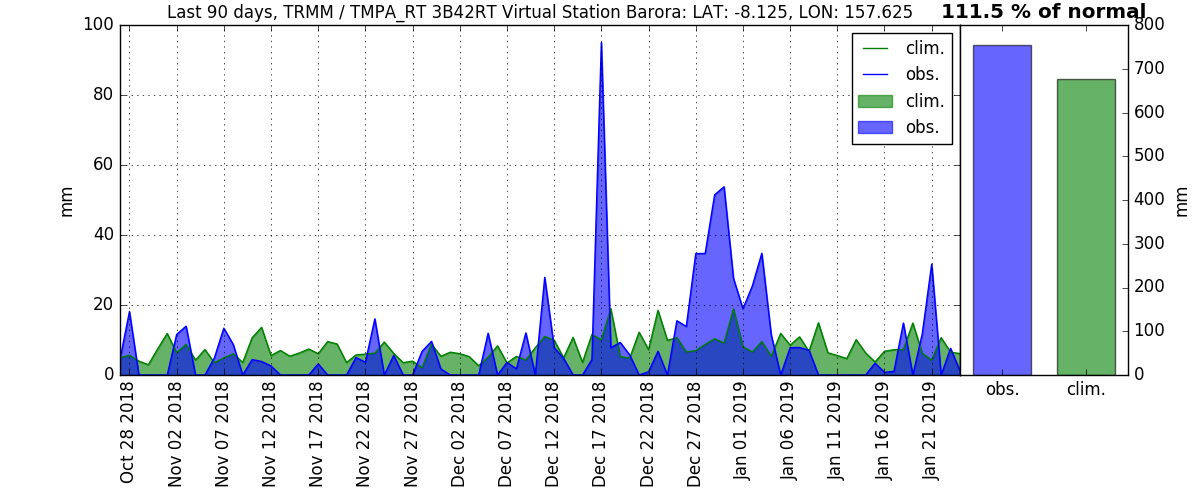 Last 90 days, TRMM / TMPA_RT 3B42RT Virtual Station Barora: LAT: -8.125, LON: 157.625
111.5 % of normal
100
80
60
40
20
0
mm
clim.
obs.
clim.
obs.
800
700
600
500
400
300
200
100
0
mm
Oct 28 2018
Nov 02 2018
Nov 07 2018
Nov 12 2018
Nov 17 2018
Nov 22 2018
Nov 27 2018
Dec 02 2018
Dec 07 2018
Dec 12 2018
Dec 17 2018
Dec 22 2018
Dec 27 2018
Jan 01 2019
Jan 06 2019
Jan 11 2019
Jan 16 2019
Jan 21 2019
obs.
clim.